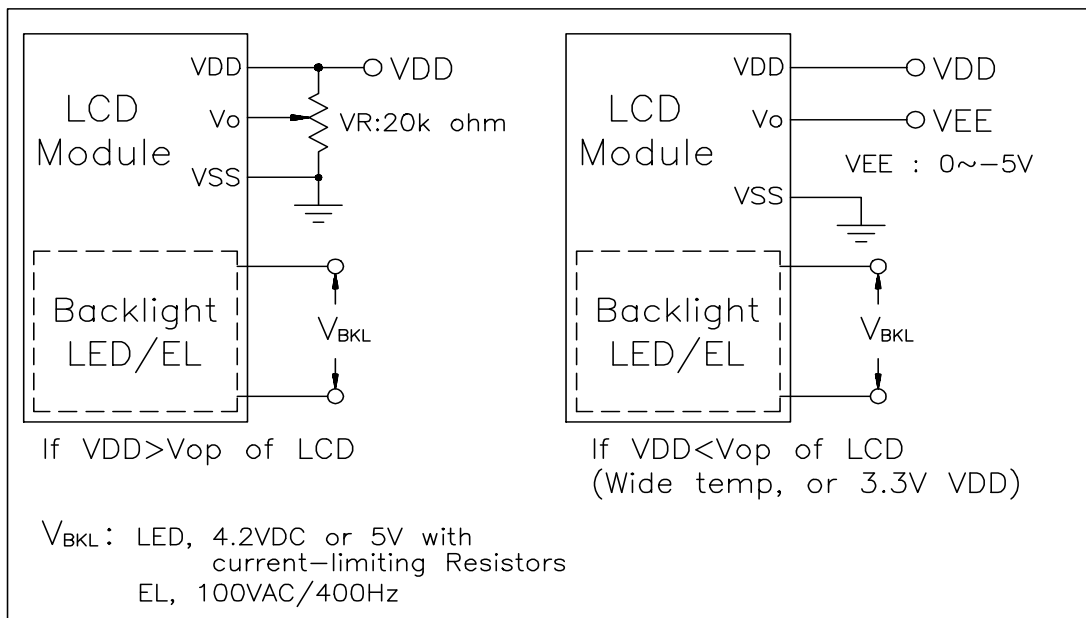 VDD
VDD
LCD
Module
Vo
VR:20k ohm
VSS
Backlight
LED/EL
VBKL
If VDD>Vop of LCD
VDD
VDD
LCD
Module
Vo
VEE
VEE : 0~-5V
VSS
Backlight
LED/EL
VBKL
If VDD<Vop of LCD
(Wide temp, or 3.3V VDD)
VBKL: LED, 4.2VDC or 5V with
current-limiting Resistors
EL, 100VAC/400Hz